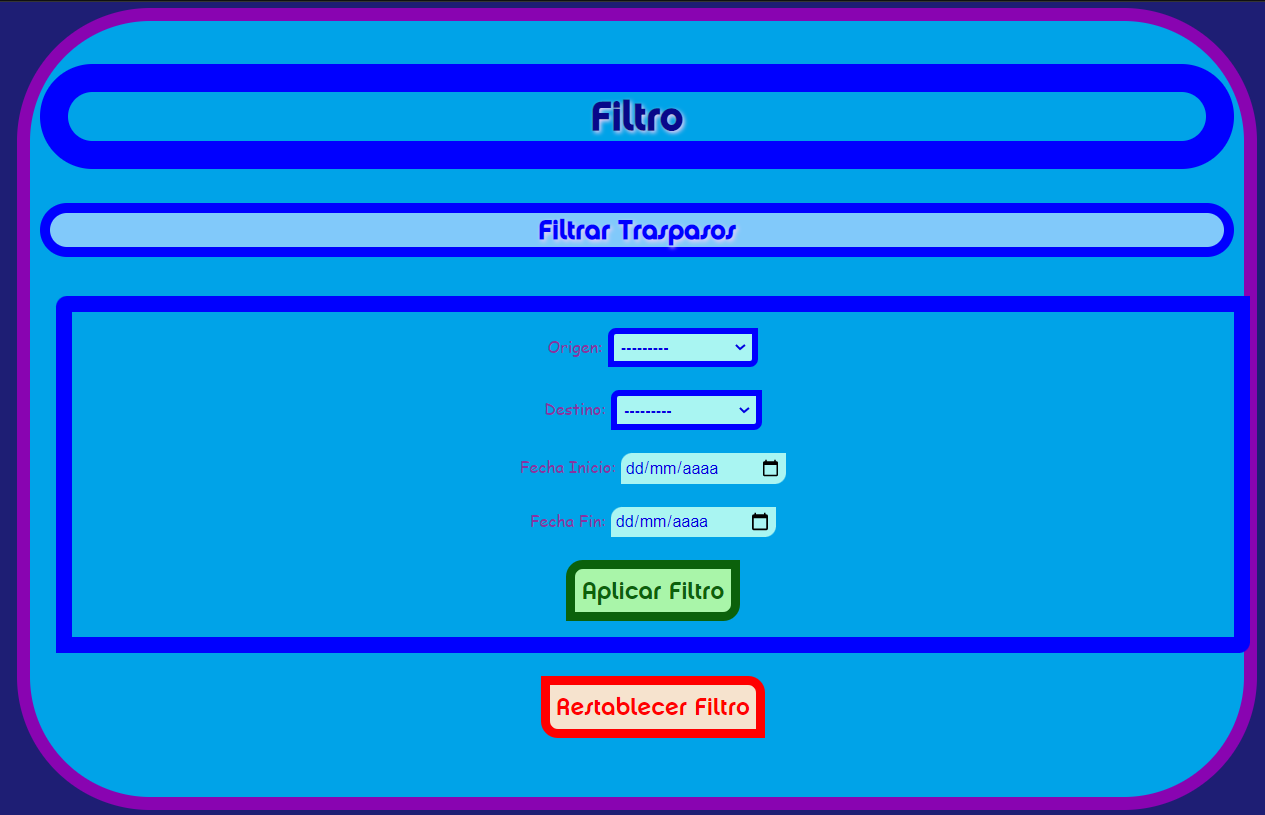 Filtro
Filtrar Traspasos
Origen: ---------
Destino: ---------
Fecha Inicio: dd/mm/aaaa
Fecha Fin: dd/mm/aaaa
Aplicar Filtro
Restablecer Filtro